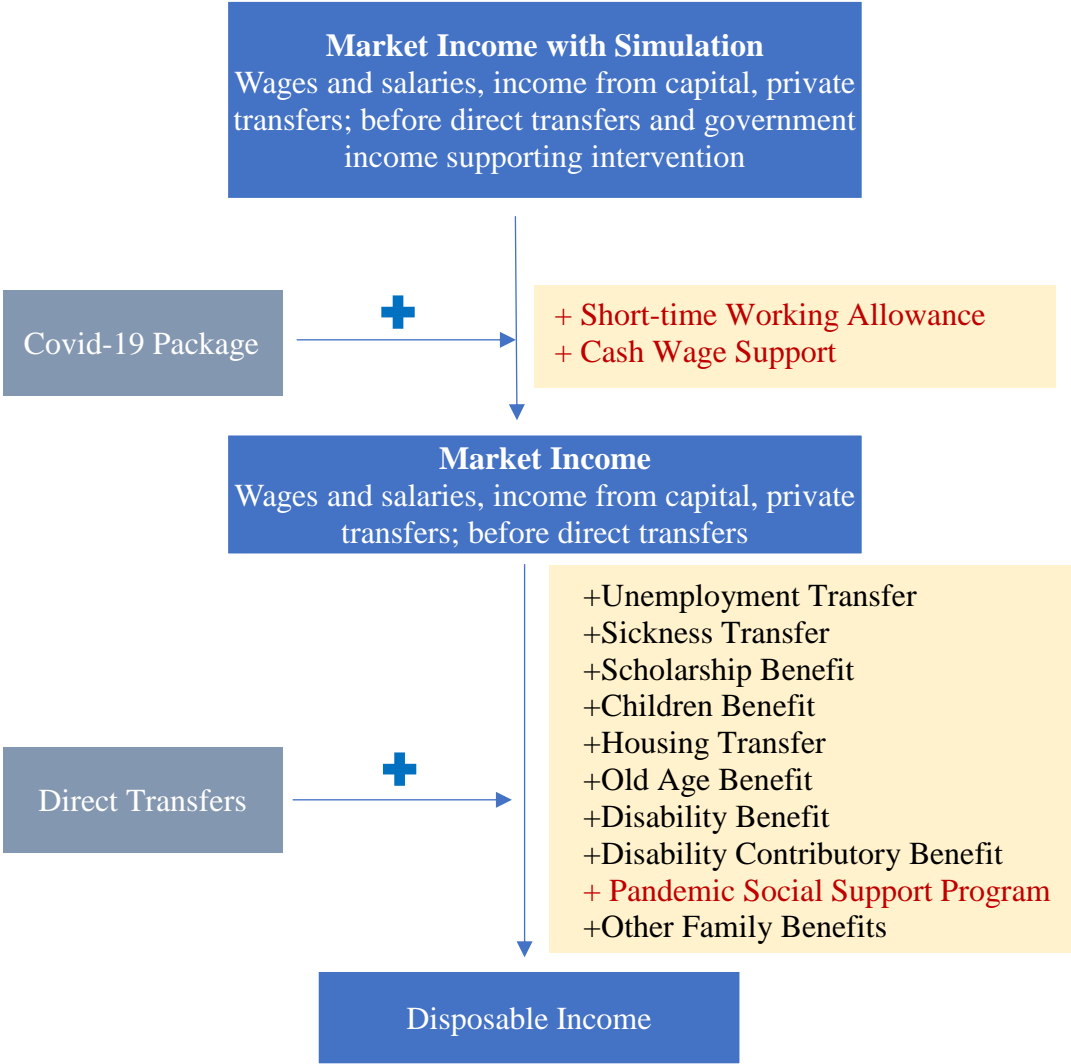 Market Income with Simulation
Wages and salaries, income from capital, private
transfers; before direct transfers and government
income supporting intervention
Covid-19 Package
+ Short-time Working Allowance
+ Cash Wage Support
Market Income
Wages and salaries, income from capital, private
transfers; before direct transfers
Direct Transfers
+Unemployment Transfer
+Sickness Transfer
+Scholarship Benefit
+Children Benefit
+Housing Transfer
+Old Age Benefit
+Disability Benefit
+Disability Contributory Benefit
+ Pandemic Social Support Program
+Other Family Benefits
Disposable Income